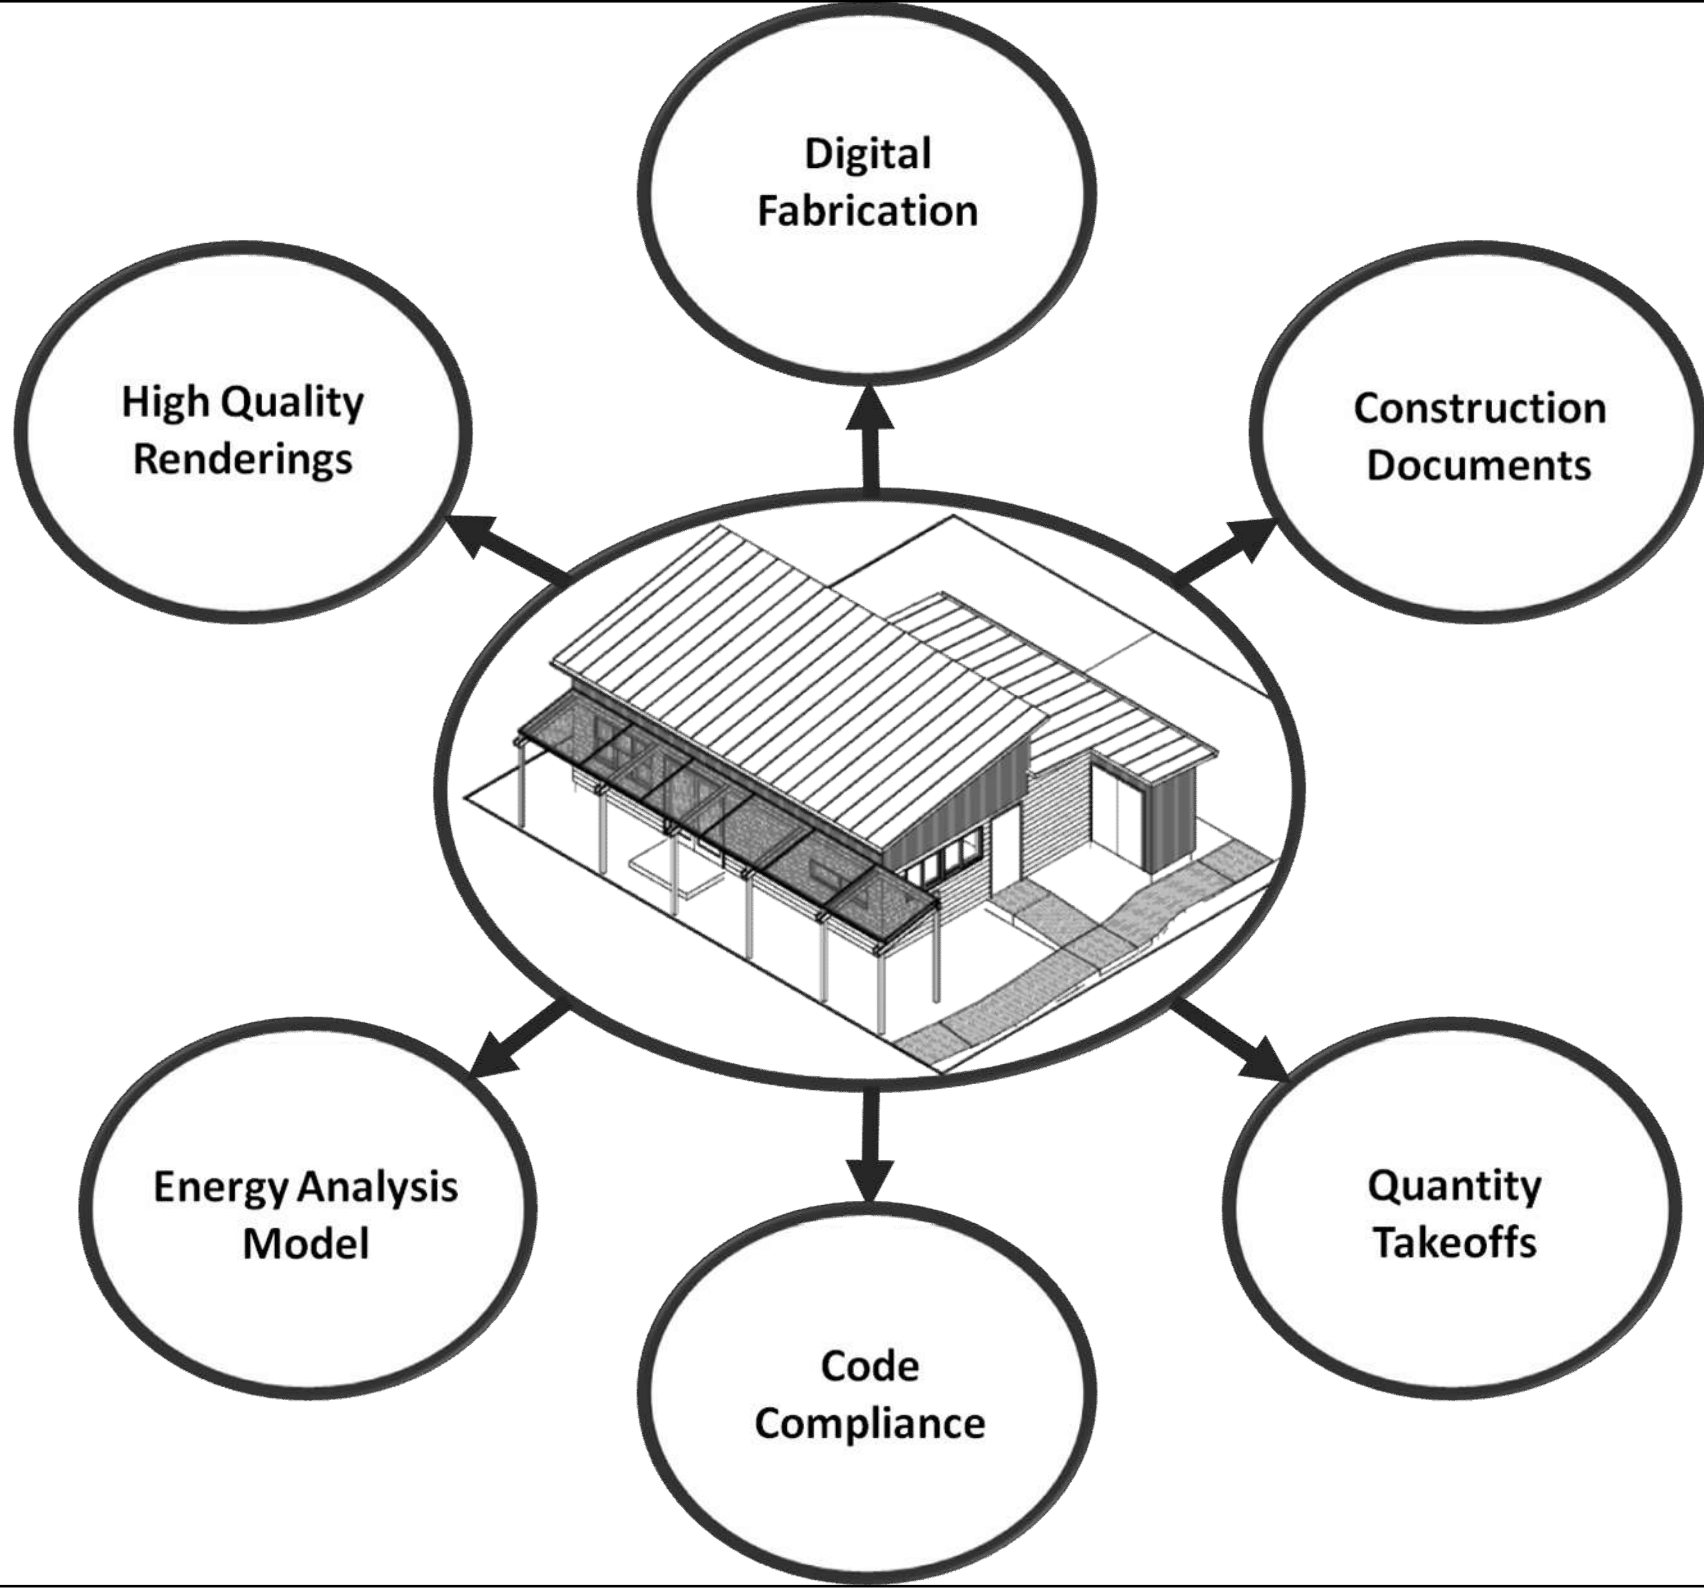 Digital
Fabrication
High Quality
Renderings
Construction
Documents
Energy Analysis
Model
Quantity
Takeoffs
Code
Compliance